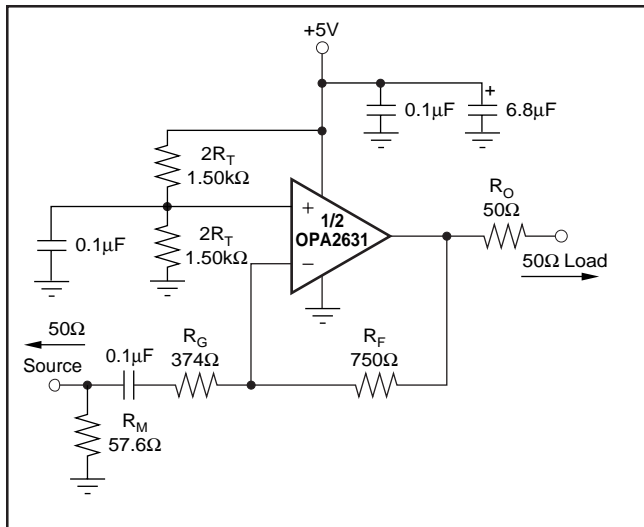 +5V
+
0.1µF
6.8µF
2R_T
1.50kΩ
+
1/2
OPA2631
−
R_O
50Ω
0.1µF
2R_T
1.50kΩ
50Ω Load
50Ω
Source
0.1µF
R_G
374Ω
R_F
750Ω
R_M
57.6Ω